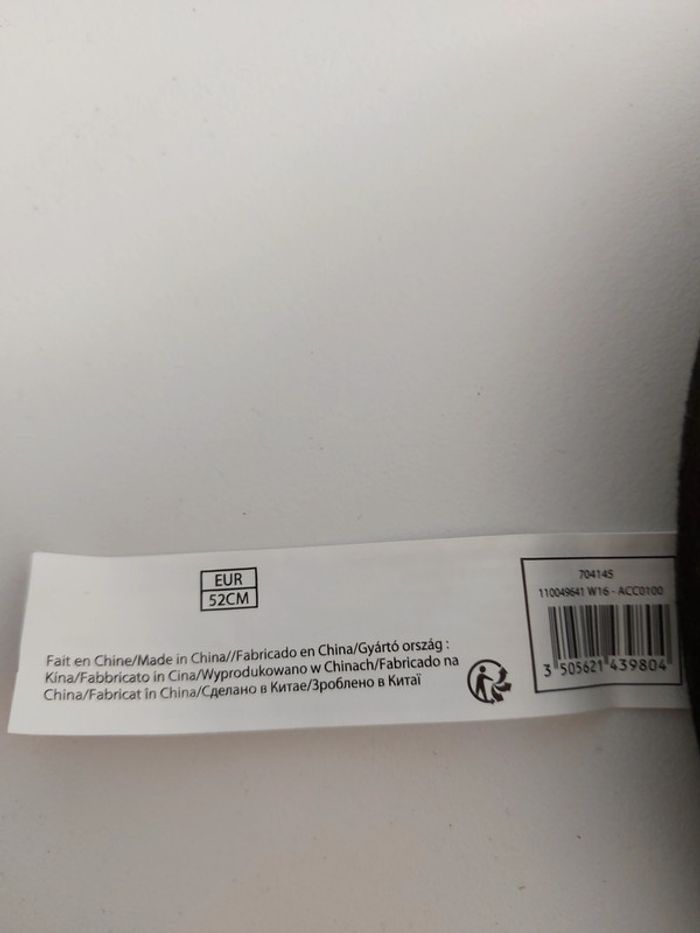 EUR
52CM
Fait en Chine/Made in China//Fabricado en China/Gyártó ország :
Kína/Fabbricato in Cina/Wyprodukowano w Chinach/Fabricado na
China/Fabricat în China/Сделано в Китае/Зроблено в Китаї
704145
110049641 W16 - ACC0100
3 505621 439804